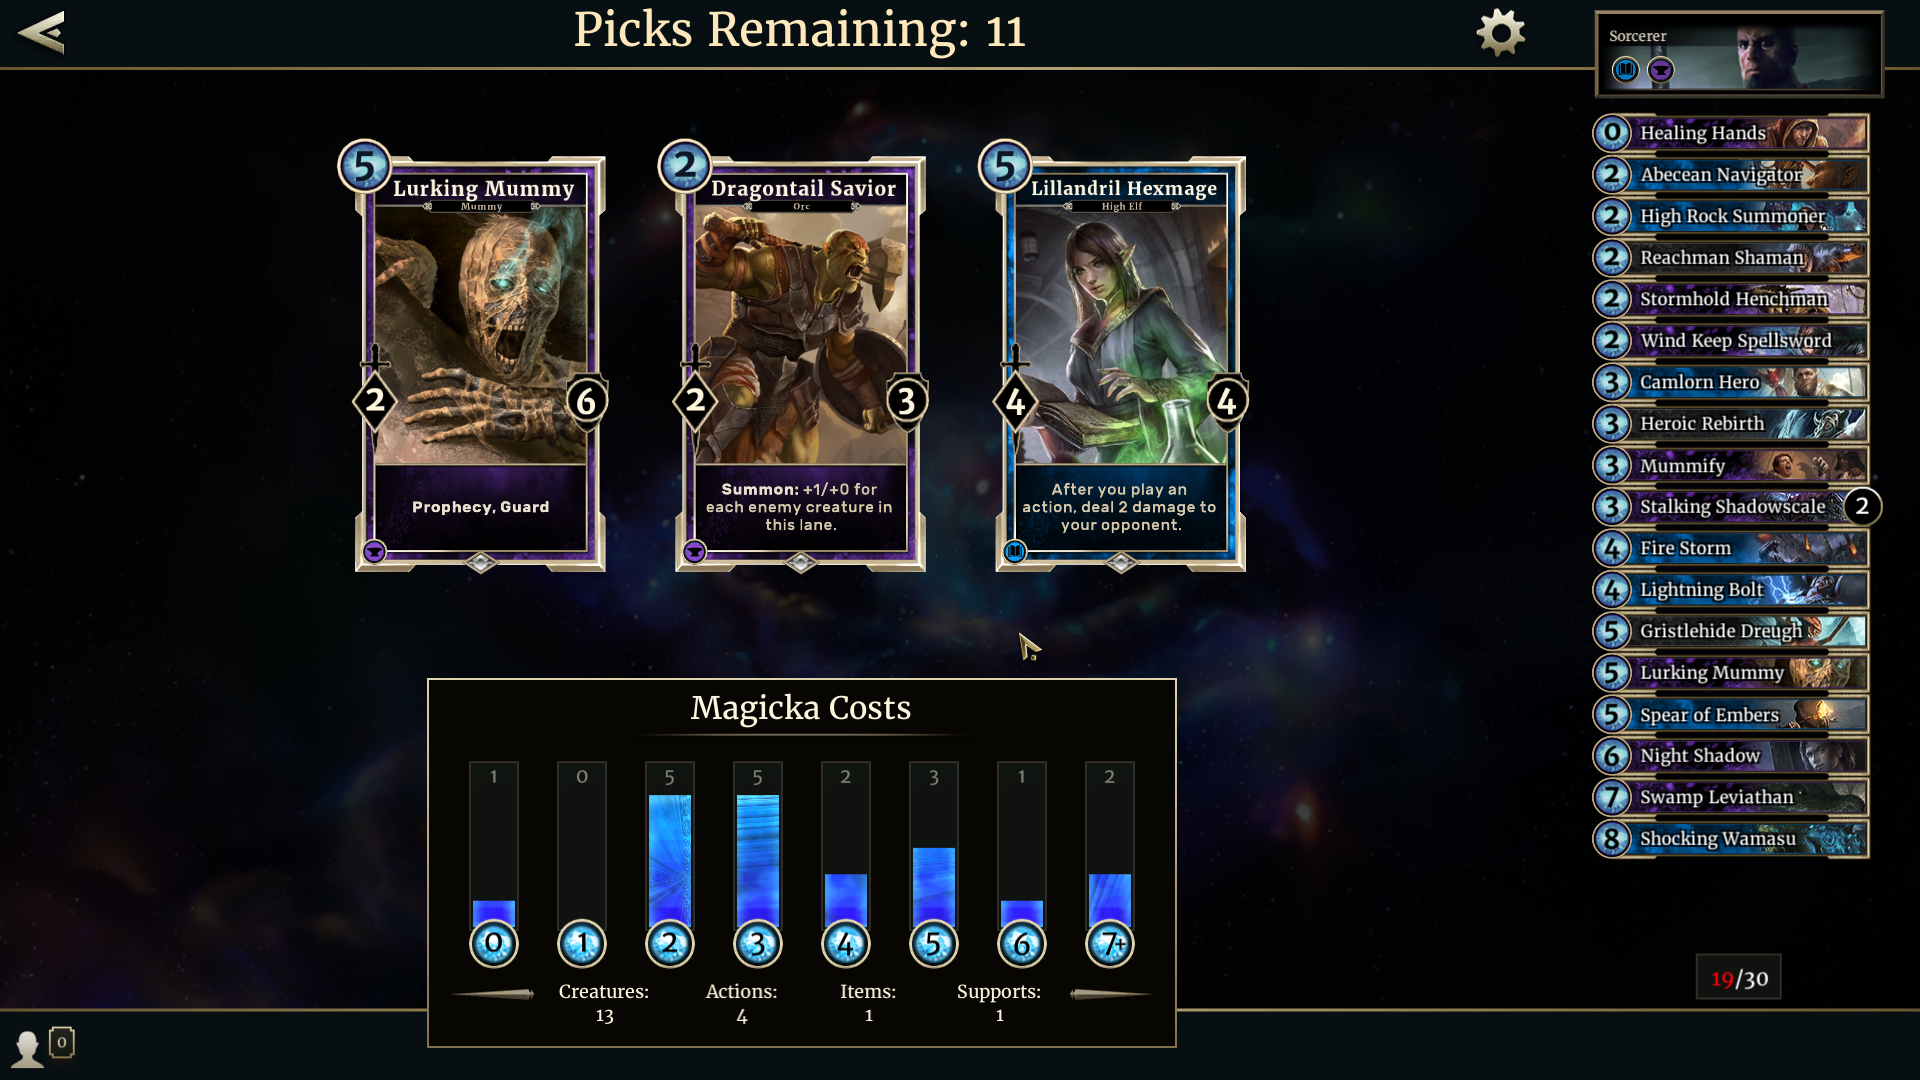 Picks Remaining: 11
Sorcerer
5
Lurking Mummy
Mummy
2
6
Prophecy, Guard
2
Dragontail Savior
Orc
2
3
Summon: +1/+0 for
each enemy creature in
this lane.
5
Lillandril Hexmage
High Elf
4
4
After you play an
action, deal 2 damage to
your opponent.
0 Healing Hands
2 Abecean Navigator
2 High Rock Summoner
2 Reachman Shaman
2 Stormhold Henchman
2 Wind Keep Spellsword
3 Camlorn Hero
3 Heroic Rebirth
3 Mummify
3 Stalking Shadowscale 2
4 Fire Storm
4 Lightning Bolt
5 Gristlehide Dreugh
5 Lurking Mummy
5 Spear of Embers
6 Night Shadow
7 Swamp Leviathan
8 Shocking Wamasu
19/30
Magicka Costs
1 0 5 5 2 3 1 2
0 1 2 3 4 5 6 7+
Creatures: Actions: Items: Supports:
13 4 1 1
0